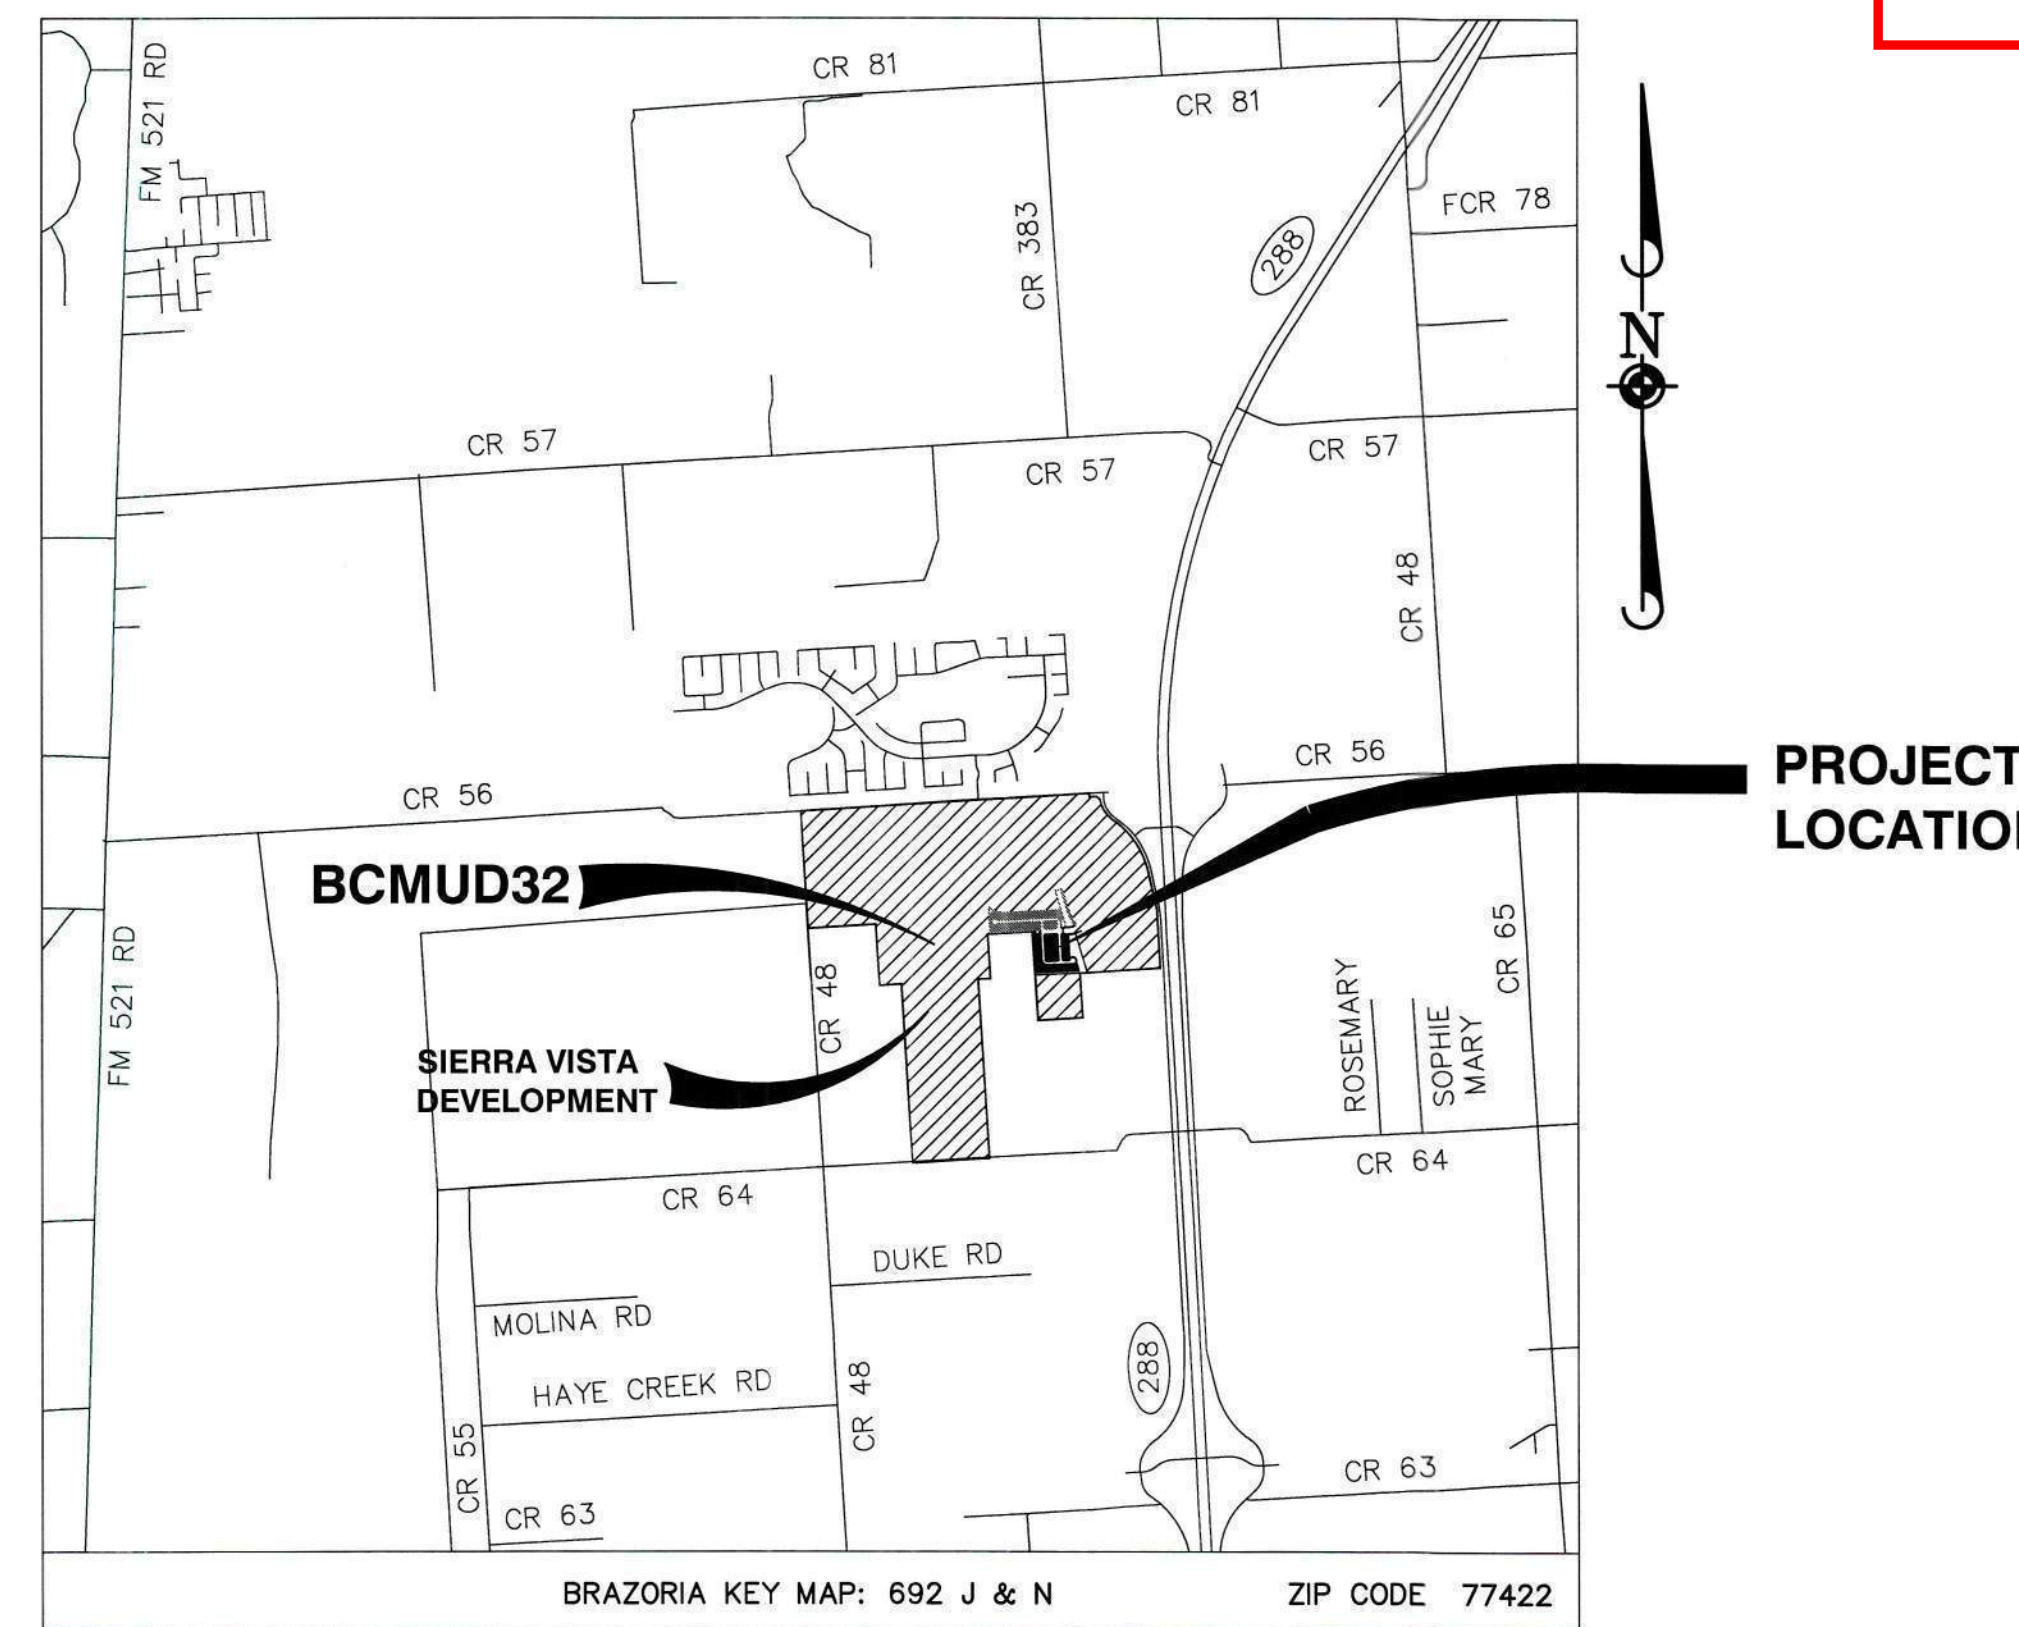 CR 81
FM 521 RD
CR 81
FCR 78
CR 383
288
N
CR 57
CR 57
CR 57
CR 48
CR 56
CR 56
PROJECT
LOCATION
BCMUD32
FM 521 RD
CR 48
CR 65
ROSEMARY
SOPHIE
MARY
SIERRA VISTA
DEVELOPMENT
CR 64
CR 64
DUKE RD
MOLINA RD
HAYE CREEK RD
CR 48
288
CR 55
CR 63
CR 63
BRAZORIA KEY MAP: 692 J & N
ZIP CODE 77422